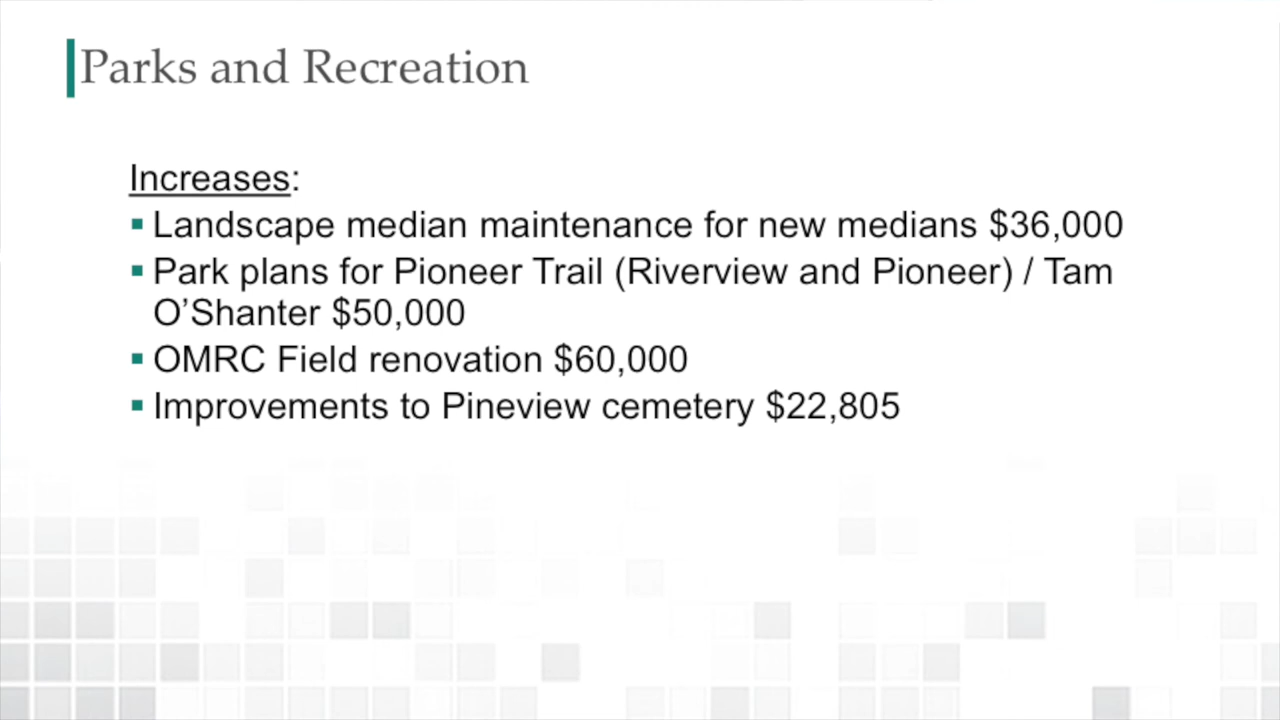 Parks and Recreation
Increases:
▪ Landscape median maintenance for new medians $36,000
▪ Park plans for Pioneer Trail (Riverview and Pioneer) / Tam
O’Shanter $50,000
▪ OMRC Field renovation $60,000
▪ Improvements to Pineview cemetery $22,805